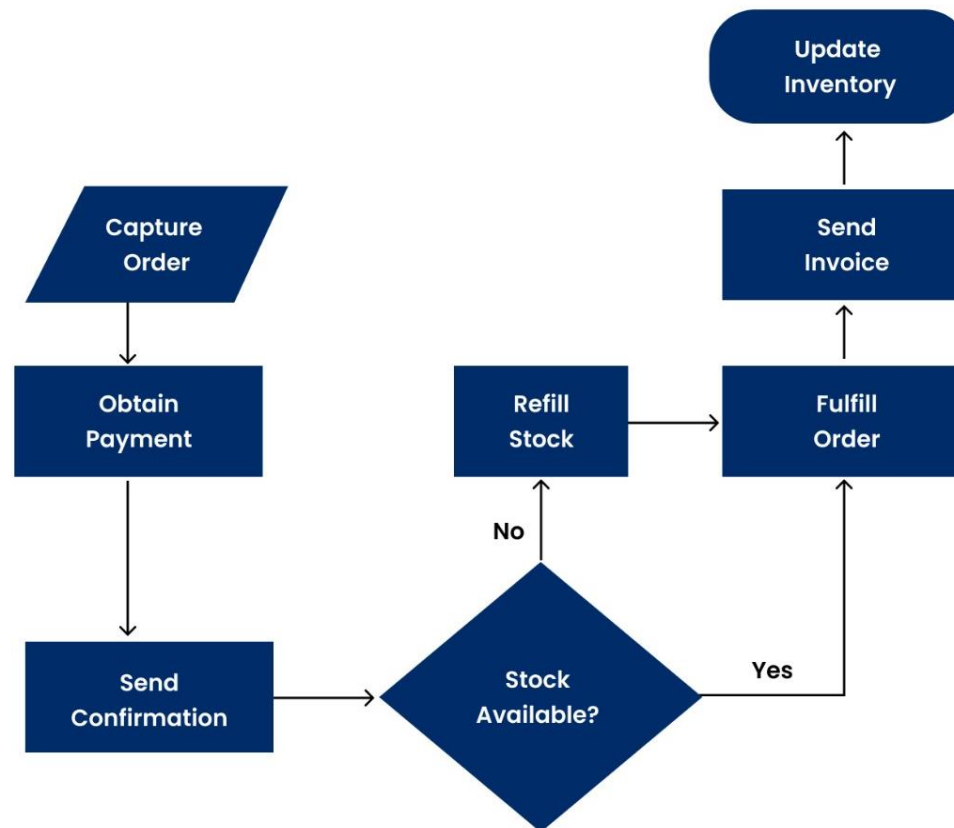 Capture
Order
Obtain
Payment
Send
Confirmation
Stock
Available?
No
Refill
Stock
Yes
Fulfill
Order
Send
Invoice
Update
Inventory